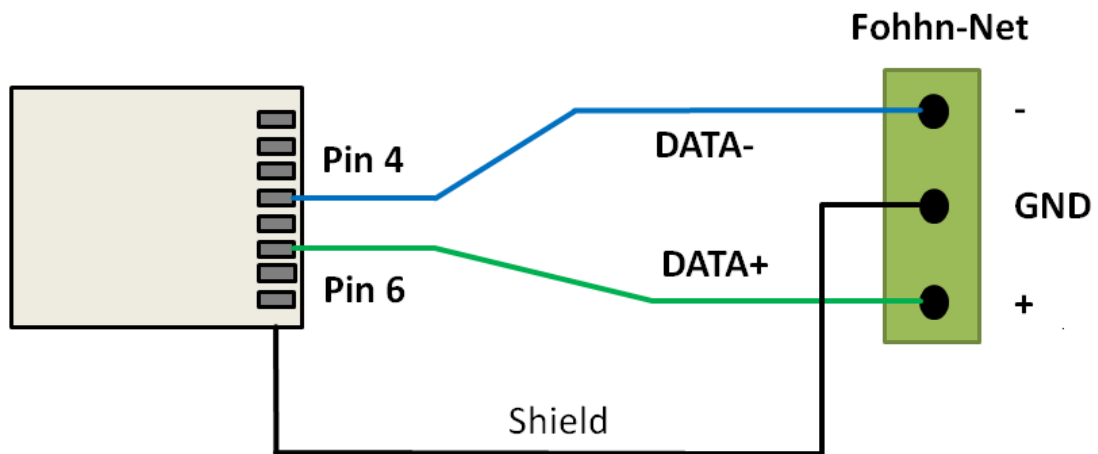 Fohhn-Net
-
Pin 4
DATA-
GND
DATA+
Pin 6
+
Shield